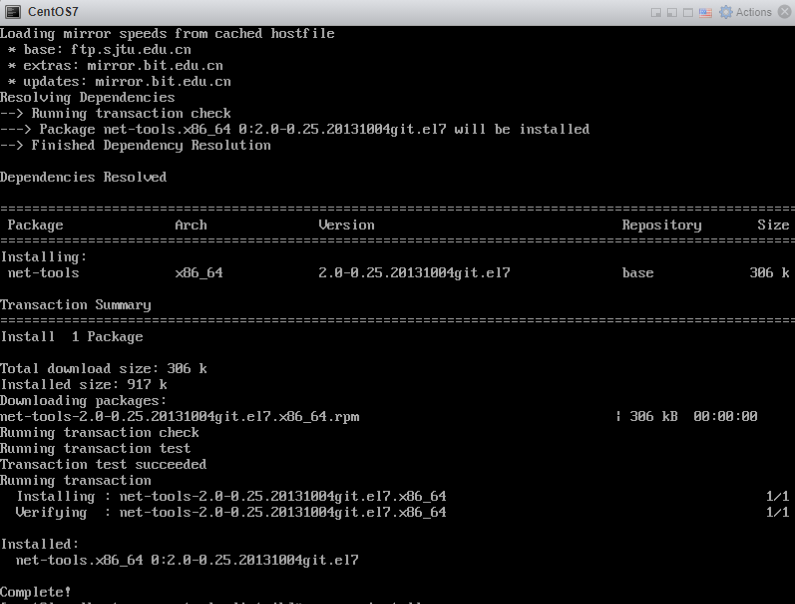 CentOS7
Actions
Loading mirror speeds from cached hostfile
 * base: ftp.sjtu.edu.cn
 * extras: mirror.bit.edu.cn
 * updates: mirror.bit.edu.cn
Resolving Dependencies
--> Running transaction check
---> Package net-tools.x86_64 0:2.0-0.25.20131004git.el7 will be installed
--> Finished Dependency Resolution
Dependencies Resolved
================================================================================
 Package Arch Version Repository Size
================================================================================
Installing:
 net-tools x86_64 2.0-0.25.20131004git.el7 base 306 k
Transaction Summary
================================================================================
Install  1 Package
Total download size: 306 k
Installed size: 917 k
Downloading packages:
net-tools-2.0-0.25.20131004git.el7.x86_64.rpm | 306 kB  00:00:00
Running transaction check
Running transaction test
Transaction test succeeded
Running transaction
  Installing : net-tools-2.0-0.25.20131004git.el7.x86_64 1/1
  Verifying  : net-tools-2.0-0.25.20131004git.el7.x86_64 1/1
Installed:
  net-tools.x86_64 0:2.0-0.25.20131004git.el7
Complete!